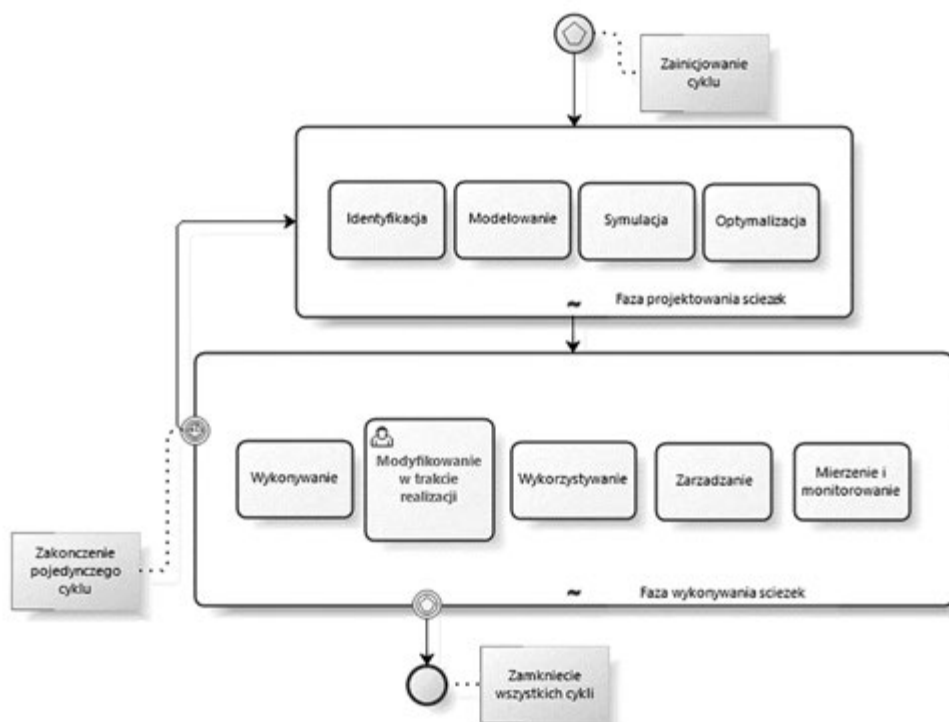 Zainicjowanie
cyklu
Identyfikacja
Modelowanie
Symulacja
Optymalizacja
~ Faza projektowania sciezek
Wykonywanie
Modyfikowanie
w trakcie
realizacji
Wykorzystywanie
Zarzadzanie
Mierzenie i
monitorowanie
Zakonczenie
pojedynczego
cyklu
~ Faza wykonywania sciezek
Zamkniecie
wszystkich cykli